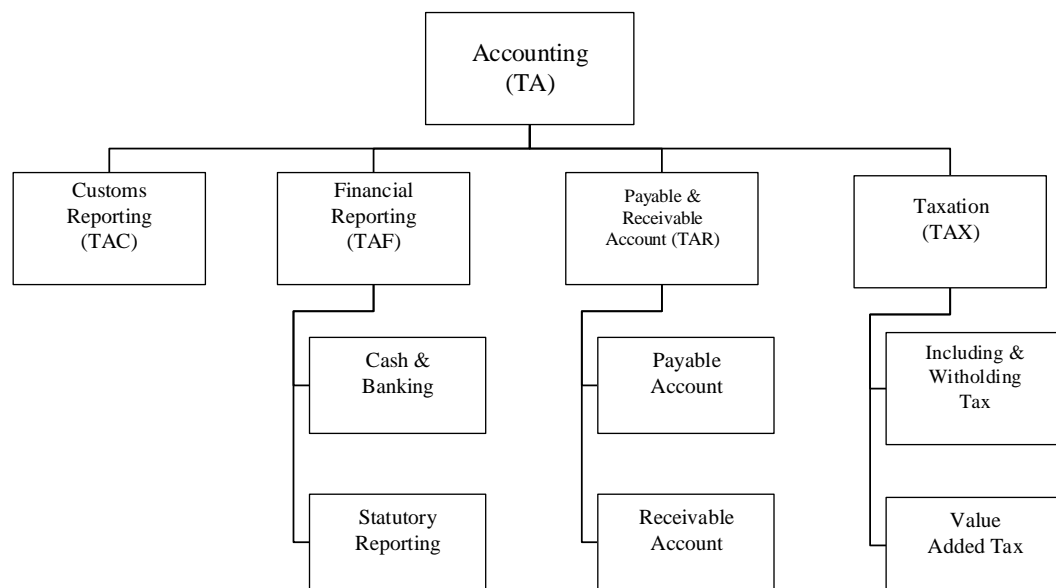 Accounting
(TA)
Customs
Reporting
(TAC)
Financial
Reporting
(TAF)
Payable &
Receivable
Account (TAR)
Taxation
(TAX)
Cash &
Banking
Payable
Account
Including &
Witholding
Tax
Statutory
Reporting
Receivable
Account
Value
Added Tax